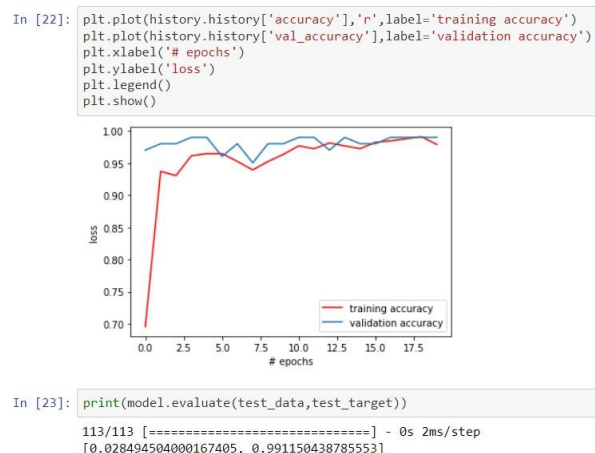 In [22]: plt.plot(history.history['accuracy'],'r',label='training accuracy')
plt.plot(history.history['val_accuracy'],label='validation accuracy')
plt.xlabel('# epochs')
plt.ylabel('loss')
plt.legend()
plt.show()
1.00
0.95
0.90
0.85
0.80
0.75
0.70
loss
training accuracy
validation accuracy
0.0 2.5 5.0 7.5 10.0 12.5 15.0 17.5
# epochs
In [23]: print(model.evaluate(test_data,test_target))
113/113 [==============================] - 0s 2ms/step
[0.028494504000167405, 0.991150438785553]